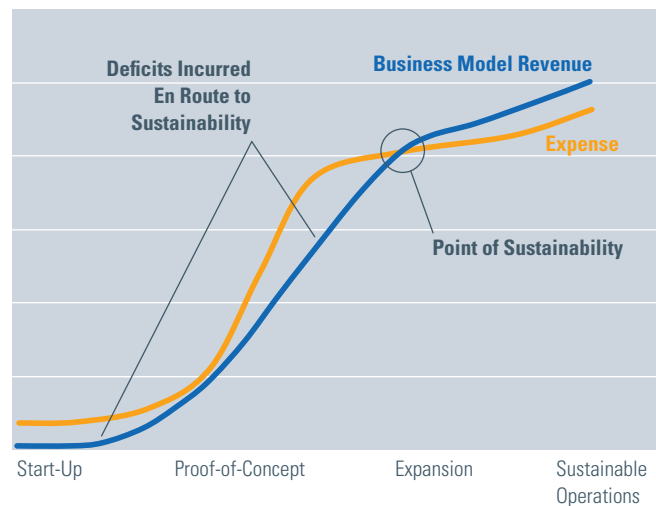 Deficits Incurred
En Route to
Sustainability
Business Model Revenue
Expense
Point of Sustainability
Start-Up
Proof-of-Concept
Expansion
Sustainable
Operations